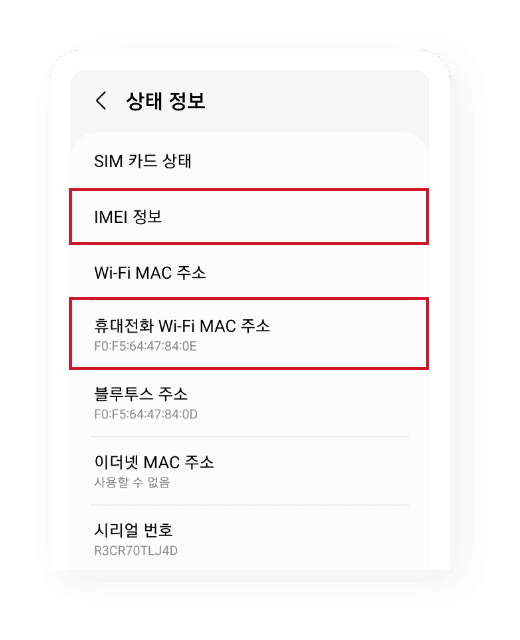 상태 정보
SIM 카드 상태
IMEI 정보
Wi-Fi MAC 주소
휴대전화 Wi-Fi MAC 주소
F0:F5:64:47:84:0E
블루투스 주소
F0:F5:64:47:84:0D
이더넷 MAC 주소
사용할 수 없음
시리얼 번호
R3CR70TLJ4D